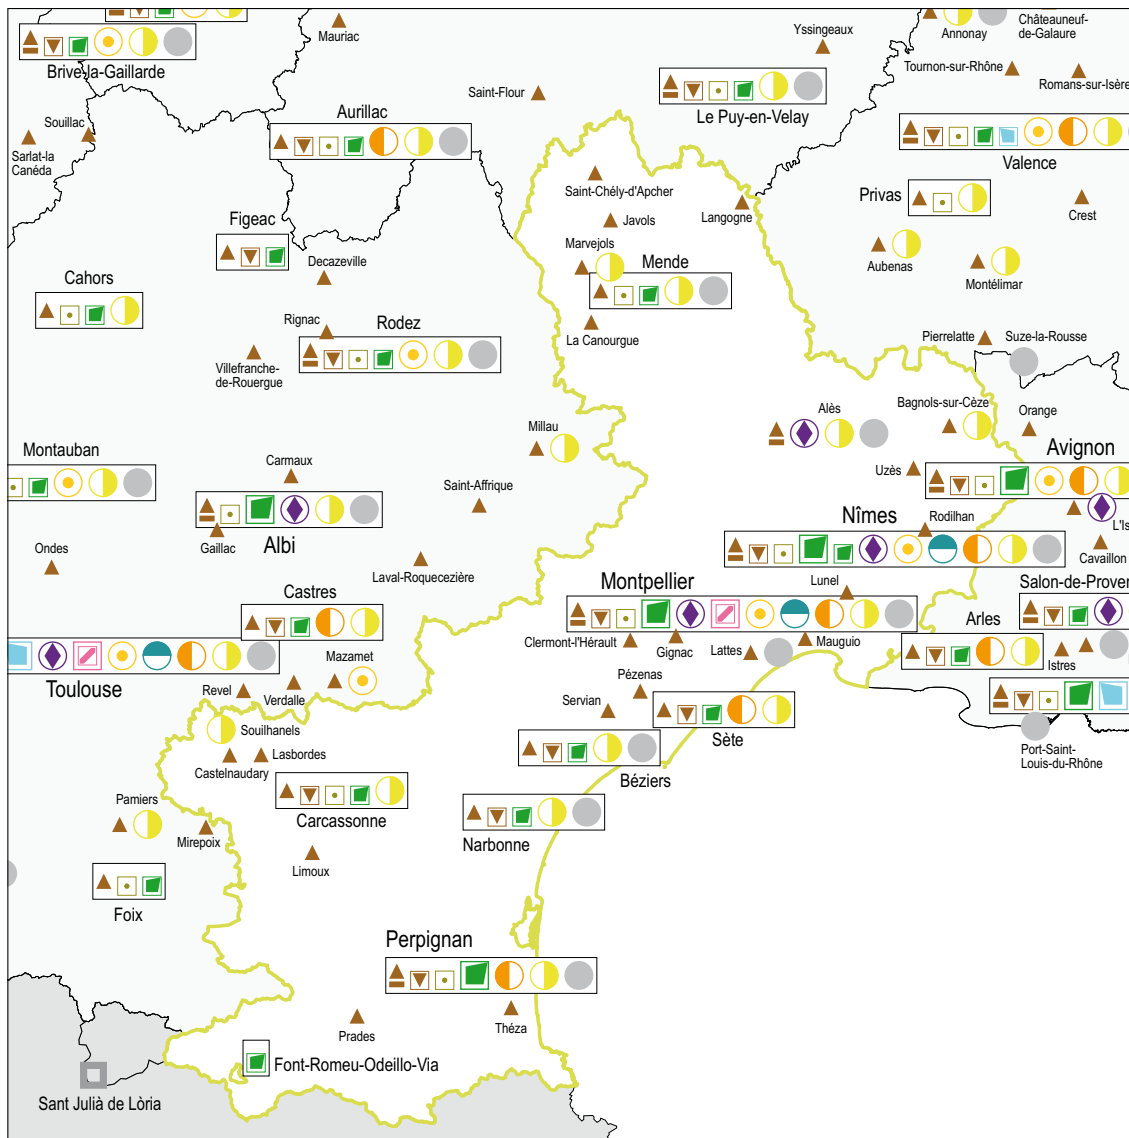 Mauriac
Yssingeaux
Annonay
Châteauneuf-
de-Galaure
Brive-la-Gaillarde
Tournon-sur-Rhône
Romans-sur-Isère
Saint-Flour
Aurillac
Le Puy-en-Velay
Souillac
Sarlat-la
Canéda
Valence
Saint-Chély-d'Apcher
Javols
Langogne
Privas
Crest
Figeac
Marvejols
Mende
Aubenas
Montélimar
Decazeville
Cahors
Rignac
Rodez
La Canourgue
Pierrelatte
Suze-la-Rousse
Villefranche-
de-Rouergue
Alès
Bagnols-sur-Cèze
Orange
Millau
Montauban
Carmaux
Avignon
Uzès
Saint-Affrique
Nîmes
Rodilhan
L'Is
Gaillac
Albi
Cavaillon
Ondes
Laval-Roquecezière
Montpellier
Lunel
Salon-de-Proven
Castres
Arles
Clermont-l'Hérault
Gignac
Lattes
Mauguio
Istres
Mazamet
Toulouse
Revel
Verdalle
Pézenas
Servian
Souilhanels
Sète
Port-Saint-
Louis-du-Rhône
Castelnaudary
Lasbordes
Béziers
Pamiers
Carcassonne
Mirepoix
Narbonne
Limoux
Foix
Perpignan
Prades
Théza
Font-Romeu-Odeillo-Via
Sant Julià de Lòria